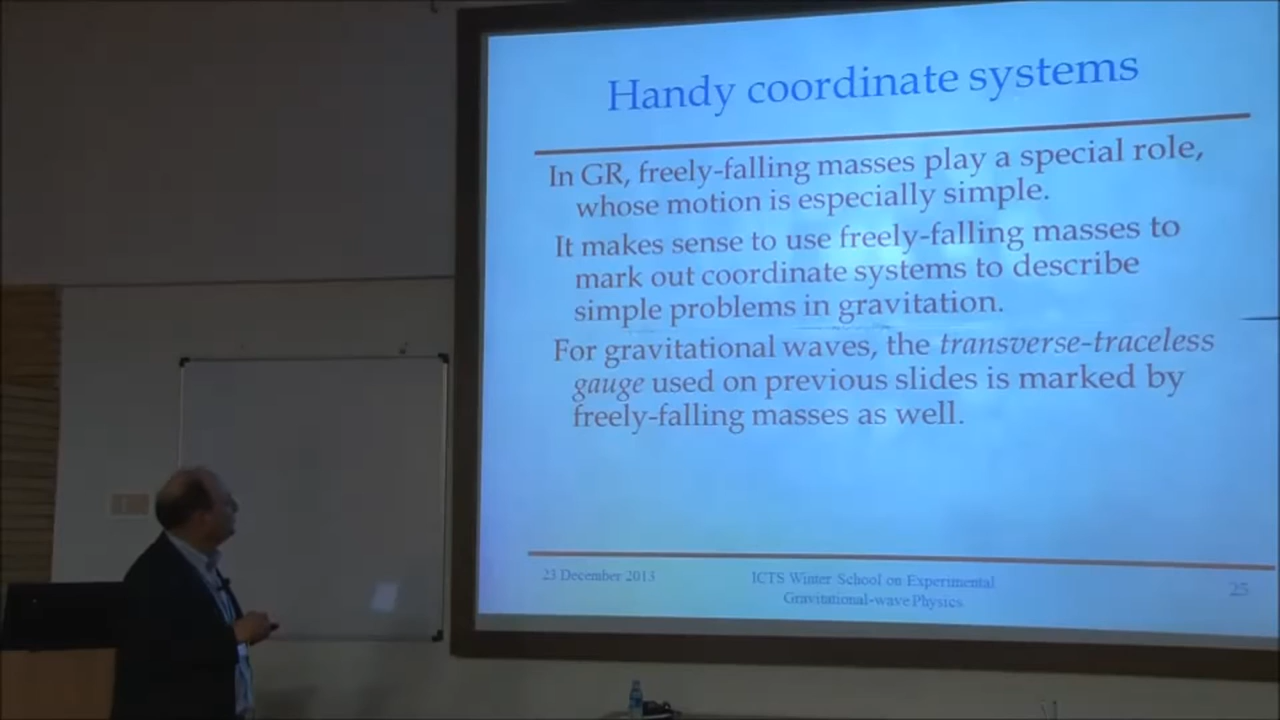 Handy coordinate systems
In GR, freely-falling masses play a special role,
whose motion is especially simple.
It makes sense to use freely-falling masses to
mark out coordinate systems to describe
simple problems in gravitation.
For gravitational waves, the transverse-traceless
gauge used on previous slides is marked by
freely-falling masses as well.
23 December 2013
ICTS Winter School on Experimental
Gravitational-wave Physics
25